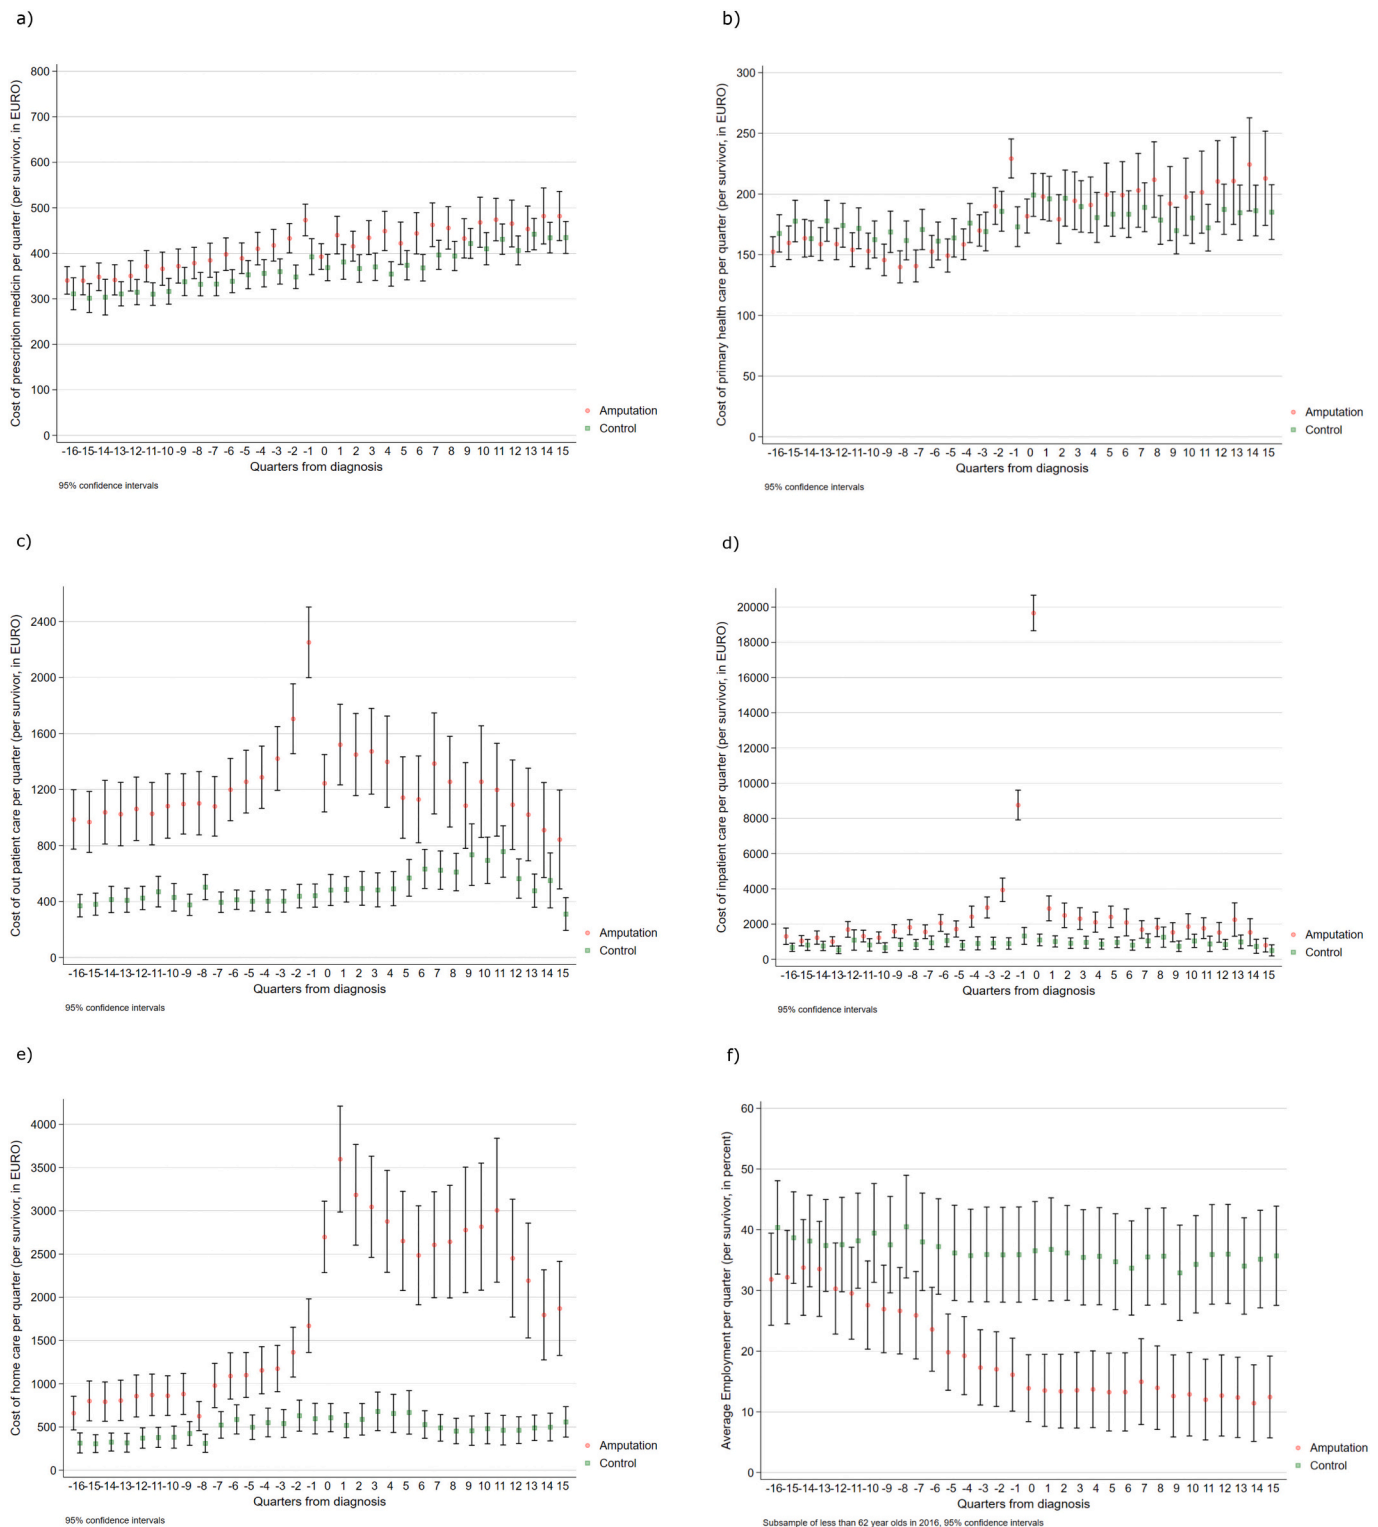 a)
Cost of prescription medicin per quarter (per survivor, in EURO)
800
700
600
500
400
300
200
100
0
-16 -15 -14 -13 -12 -11 -10 -9 -8 -7 -6 -5 -4 -3 -2 -1 0 1 2 3 4 5 6 7 8 9 10 11 12 13 14 15
Quarters from diagnosis
Amputation
Control
95% confidence intervals
b)
Cost of primary health care per quarter (per survivor, in EURO)
300
250
200
150
100
50
0
-16 -15 -14 -13 -12 -11 -10 -9 -8 -7 -6 -5 -4 -3 -2 -1 0 1 2 3 4 5 6 7 8 9 10 11 12 13 14 15
Quarters from diagnosis
Amputation
Control
95% confidence intervals
c)
Cost of out patient care per quarter (per survivor, in EURO)
2400
2000
1600
1200
800
400
0
-16 -15 -14 -13 -12 -11 -10 -9 -8 -7 -6 -5 -4 -3 -2 -1 0 1 2 3 4 5 6 7 8 9 10 11 12 13 14 15
Quarters from diagnosis
Amputation
Control
95% confidence intervals
d)
Cost of inpatient care per quarter (per survivor, in EURO)
20000
18000
16000
14000
12000
10000
8000
6000
4000
2000
0
-16 -15 -14 -13 -12 -11 -10 -9 -8 -7 -6 -5 -4 -3 -2 -1 0 1 2 3 4 5 6 7 8 9 10 11 12 13 14 15
Quarters from diagnosis
Amputation
Control
95% confidence intervals
e)
Cost of home care per quarter (per survivor, in EURO)
4000
3500
3000
2500
2000
1500
1000
500
0
-16 -15 -14 -13 -12 -11 -10 -9 -8 -7 -6 -5 -4 -3 -2 -1 0 1 2 3 4 5 6 7 8 9 10 11 12 13 14 15
Quarters from diagnosis
Amputation
Control
95% confidence intervals
f)
Average Employment per quarter (per survivor, in percent)
60
50
40
30
20
10
0
-16 -15 -14 -13 -12 -11 -10 -9 -8 -7 -6 -5 -4 -3 -2 -1 0 1 2 3 4 5 6 7 8 9 10 11 12 13 14 15
Quarters from diagnosis
Amputation
Control
Subsample of less than 62 year olds in 2016, 95% confidence intervals